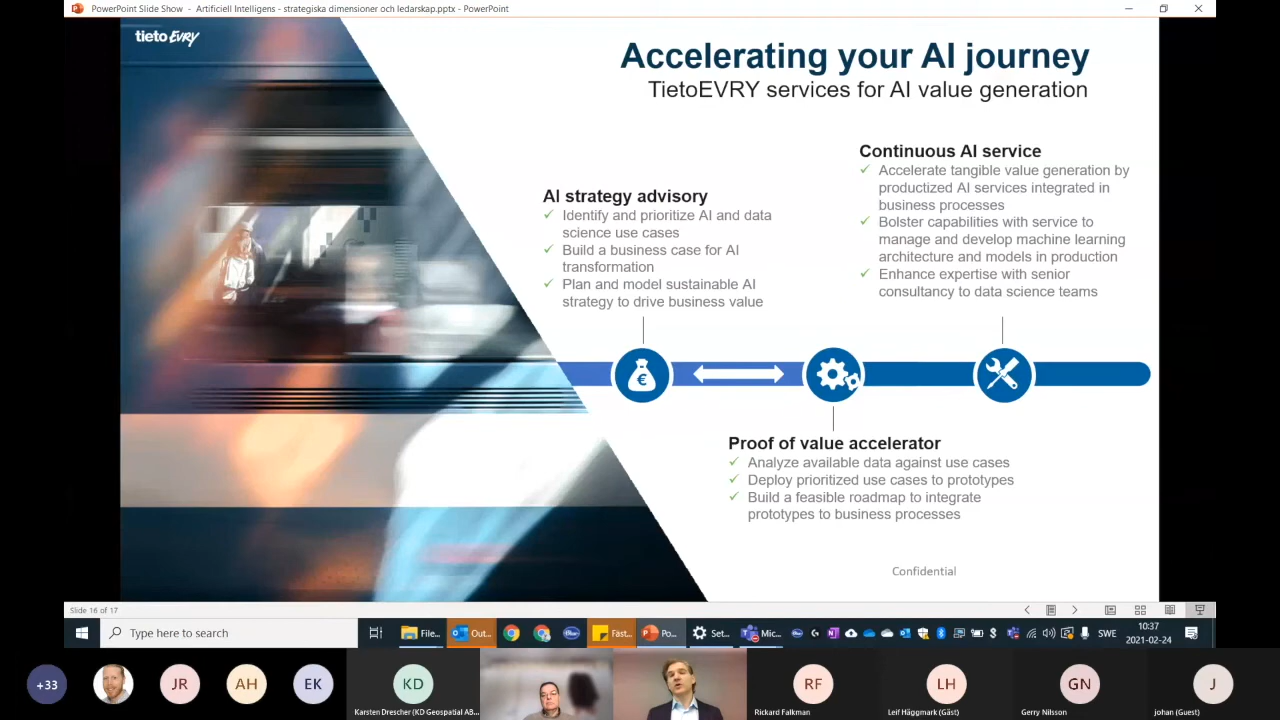 PowerPoint Slide Show - Artificiell Intelligens - strategiska dimensioner och ledarskap.pptx - PowerPoint
tieto EVRY
Accelerating your AI journey
TietoEVRY services for AI value generation
Continuous AI service
Accelerate tangible value generation by
productized AI services integrated in
business processes
Bolster capabilities with service to
manage and develop machine learning
architecture and models in production
Enhance expertise with senior
consultancy to data science teams
AI strategy advisory
Identify and prioritize AI and data
science use cases
Build a business case for AI
transformation
Plan and model sustainable AI
strategy to drive business value
€
Proof of value accelerator
Analyze available data against use cases
Deploy prioritized use cases to prototypes
Build a feasible roadmap to integrate
prototypes to business processes
Confidential
Slide 16 of 17
Type here to search
File...
Out...
Fäst...
Po...
Set...
Mic...
SWE
10:37
2021-02-24
+33
JR
AH
EK
KD
RF
LH
GN
J
Karsten Drescher (KD Geospatial AB...
Rickard Falkman
Leif Häggmark (Gäst)
Gerry Nilsson
johan (Guest)